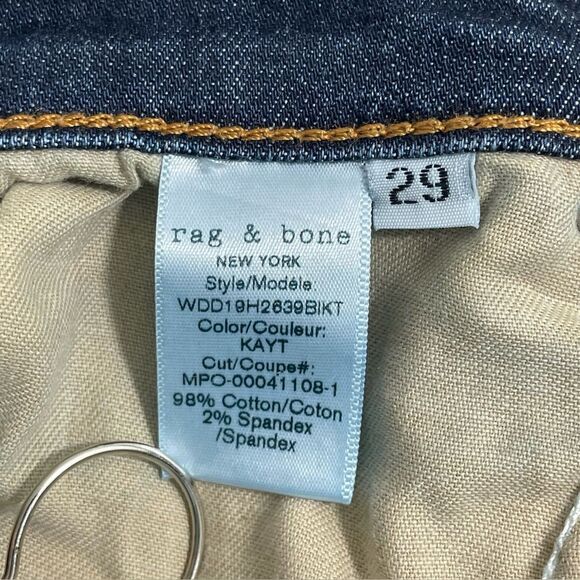 rag & bone
NEW YORK
Style/Modèle:
WDD19H2639BIKT
Color/Couleur:
KAYT
Cut/Coupe#:
MPO-00041108-1
98% Cotton/Coton
2% Spandex
/Spandex
29